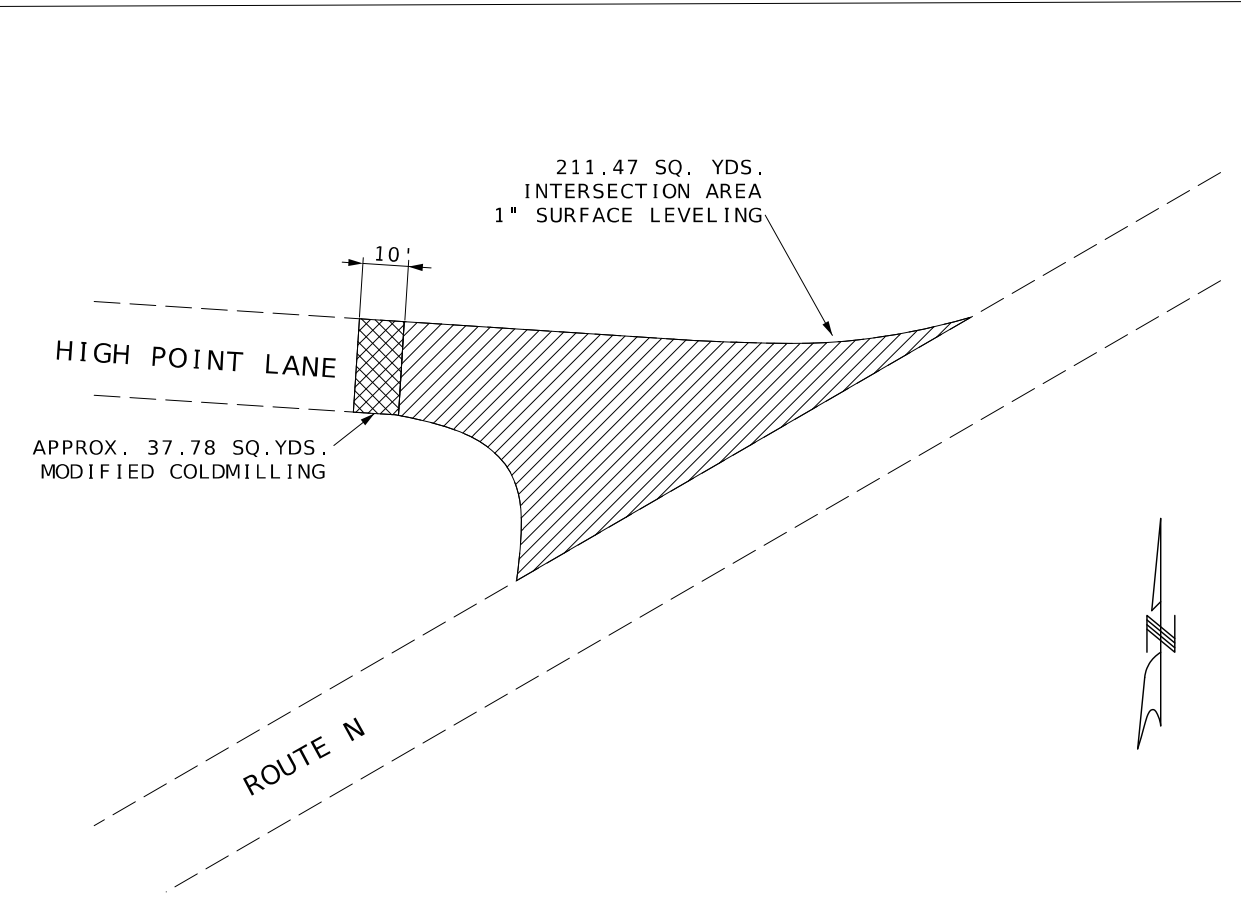 211.47 SQ. YDS.
INTERSECTION AREA
1" SURFACE LEVELING
10'
HIGH POINT LANE
APPROX. 37.78 SQ.YDS.
MODIFIED COLDMILLING
N
ROUTE N